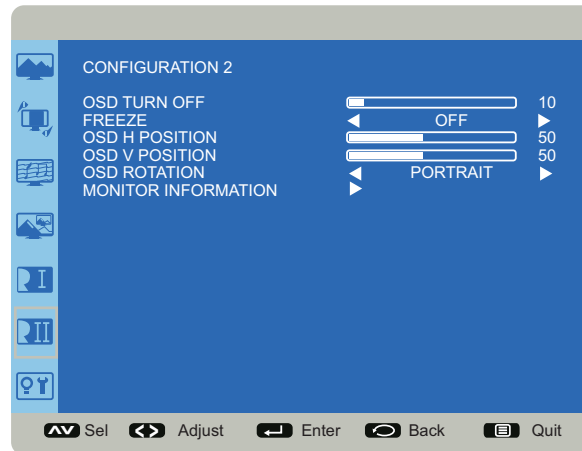 CONFIGURATION 2
OSD TURN OFF 10
FREEZE OFF
OSD H POSITION 50
OSD V POSITION 50
OSD ROTATION PORTRAIT
MONITOR INFORMATION
I
II
Sel Adjust Enter Back Quit